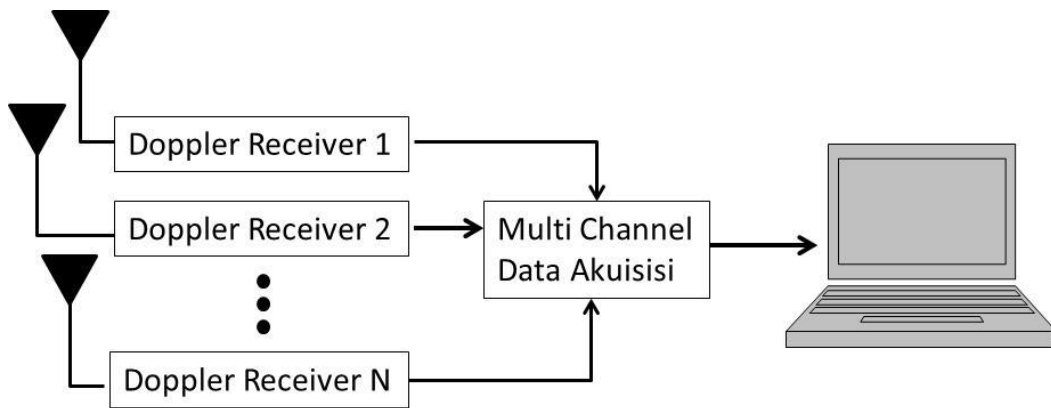 Doppler Receiver 1
Doppler Receiver 2
Multi Channel
Data Akuisisi
Doppler Receiver N